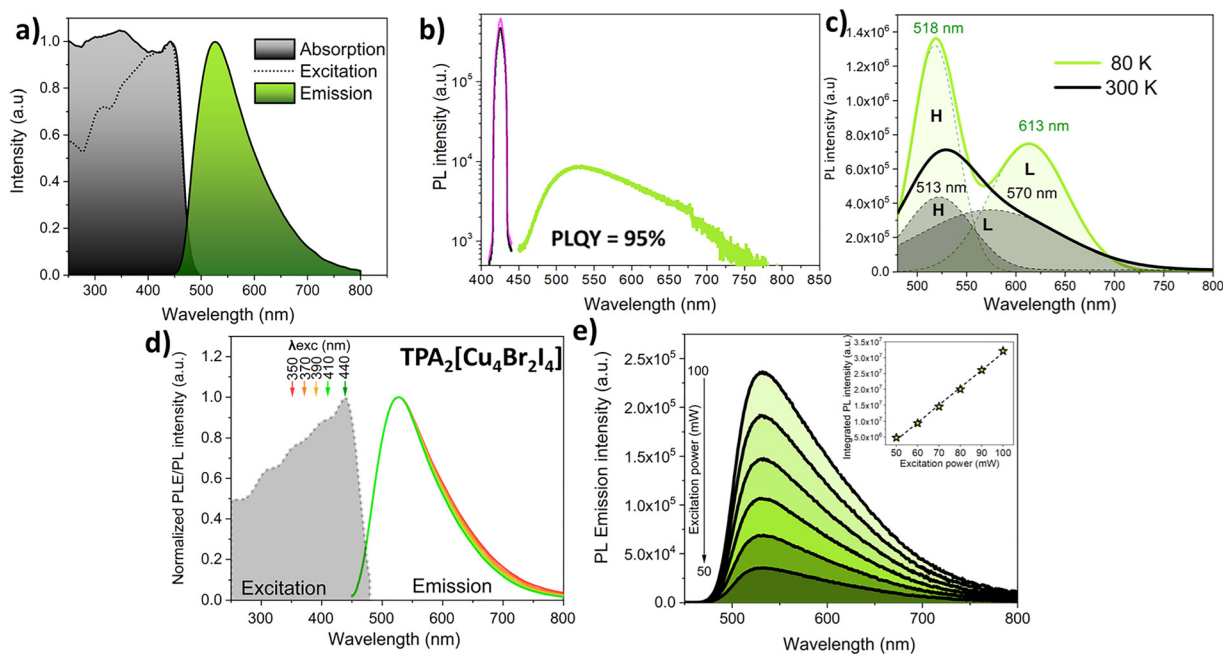 a)
Intensity (a.u)
1.0
0.8
0.6
0.4
0.2
0.0
Absorption
Excitation
Emission
300 400 500 600 700 800
Wavelength (nm)
b)
PL intensity (a.u.)
10⁵
10⁴
10³
PLQY = 95%
400 450 500 550 600 650 700 750 800 850
Wavelength (nm)
c)
PL intensity (a.u)
1.4x10⁶
1.2x10⁶
1.0x10⁶
8.0x10⁵
6.0x10⁵
4.0x10⁵
2.0x10⁵
0.0
518 nm
80 K
300 K
H
613 nm
L
513 nm
570 nm
H
L
500 550 600 650 700 750 800
Wavelength (nm)
d)
Normalized PLE/PL intensity (a.u.)
1.2
1.0
0.8
0.6
0.4
0.2
0.0
λexc (nm)
350
370
390
410
440
TPA₂[Cu₄Br₂I₄]
Excitation
Emission
300 400 500 600 700 800
Wavelength (nm)
e)
PL Emission intensity (a.u.)
2.5x10⁵
2.0x10⁵
1.5x10⁵
1.0x10⁵
5.0x10⁴
0.0
100
Excitation power (mW)
50
500 600 700 800
Wavelength (nm)
Integrated PL intensity (a.u.)
3.5x10⁷
3.0x10⁷
2.5x10⁷
2.0x10⁷
1.5x10⁷
1.0x10⁷
5.0x10⁶
50 60 70 80 90 100
Excitation power (mW)